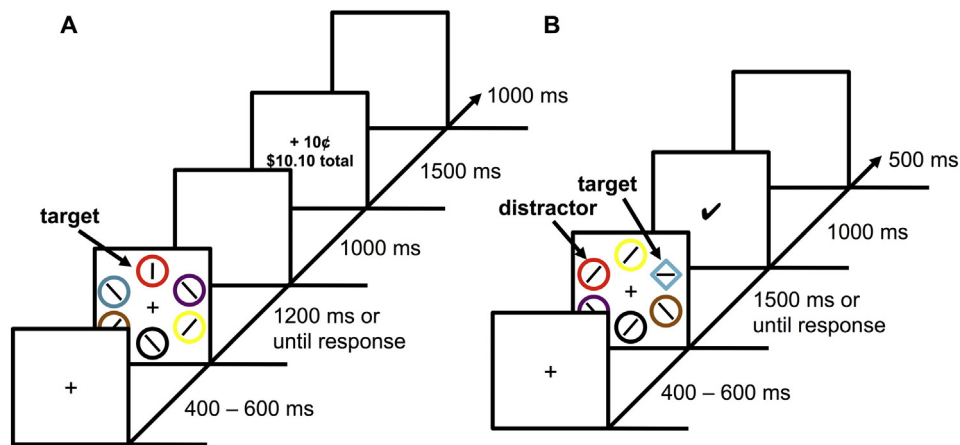 A
1000 ms
+ 10¢
$10.10 total
1500 ms
target
1000 ms
+
1200 ms or
until response
+
400 – 600 ms
B
500 ms
target
distractor
✔
1000 ms
+
1500 ms or
until response
+
400 – 600 ms